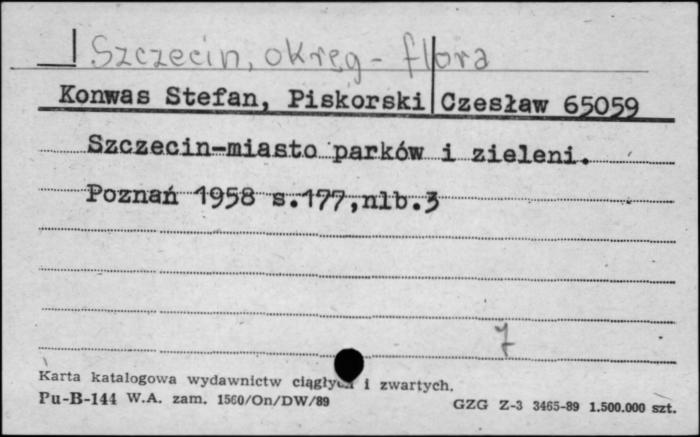 Szczecin, okręg - flora
Konwas Stefan, Piskorski Czesław 65059
Szczecin-miasto parków i zieleni.
Poznań 1958 s.177,nlb.3
7
Karta katalogowa wydawnictw ciągłych i zwartych.
Pu-B-144 W.A. zam. 1560/On/DW/89 GZG Z-3 3465-89 1.500.000 szt.